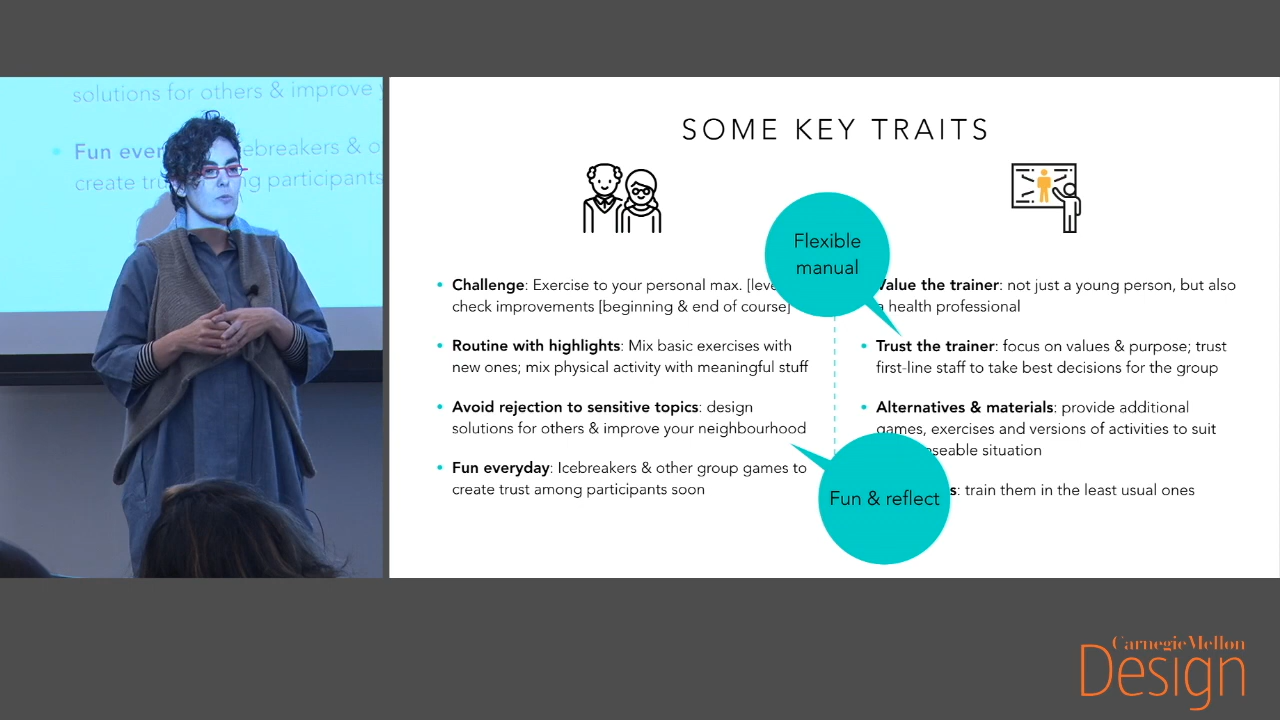 solutions for others & improve
Fun ever ebreakers & o
create tru ng participants
SOME KEY TRAITS
Flexible
manual
Challenge: Exercise to your personal max. [leve
check improvements [beginning & end of course]
Routine with highlights: Mix basic exercises with
new ones; mix physical activity with meaningful stuff
Avoid rejection to sensitive topics: design
solutions for others & improve your neighbourhood
Fun everyday: Icebreakers & other group games to
create trust among participants soon
Value the trainer: not just a young person, but also
a health professional
Trust the trainer: focus on values & purpose; trust
first-line staff to take best decisions for the group
Alternatives & materials: provide additional
games, exercises and versions of activities to suit
seable situation
s: train them in the least usual ones
Fun & reflect
Carnegie Mellon
Design